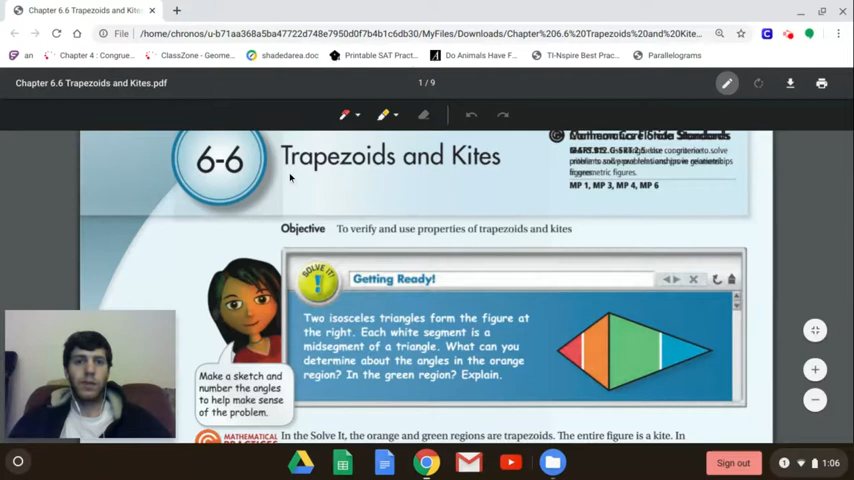 Chapter 6.6 Trapezoids and Kites
File
/home/chronos/u-b71aa368a5ba47722d748e7950d0f7b4b1c6db30/MyFiles/Downloads/Chapter%206.6%20Trapezoids%20and%20Kite...
an
Chapter 4 : Congrue...
ClassZone - Geome...
shadedarea.doc
Printable SAT Practi...
Do Animals Have F...
TI-Nspire Best Prac...
Parallelograms
Chapter 6.6 Trapezoids and Kites.pdf
1 / 9
6-6
Trapezoids and Kites
MP 1, MP 3, MP 4, MP 6
Objective To verify and use properties of trapezoids and kites
SOLVE IT!
Getting Ready!
Two isosceles triangles form the figure at
the right. Each white segment is a
midsegment of a triangle. What can you
determine about the angles in the orange
region? In the green region? Explain.
Make a sketch and
number the angles
to help make sense
of the problem.
MATHEMATICAL
PRACTICES
In the Solve It, the orange and green regions are trapezoids. The entire figure is a kite. In
Sign out
1
1:06